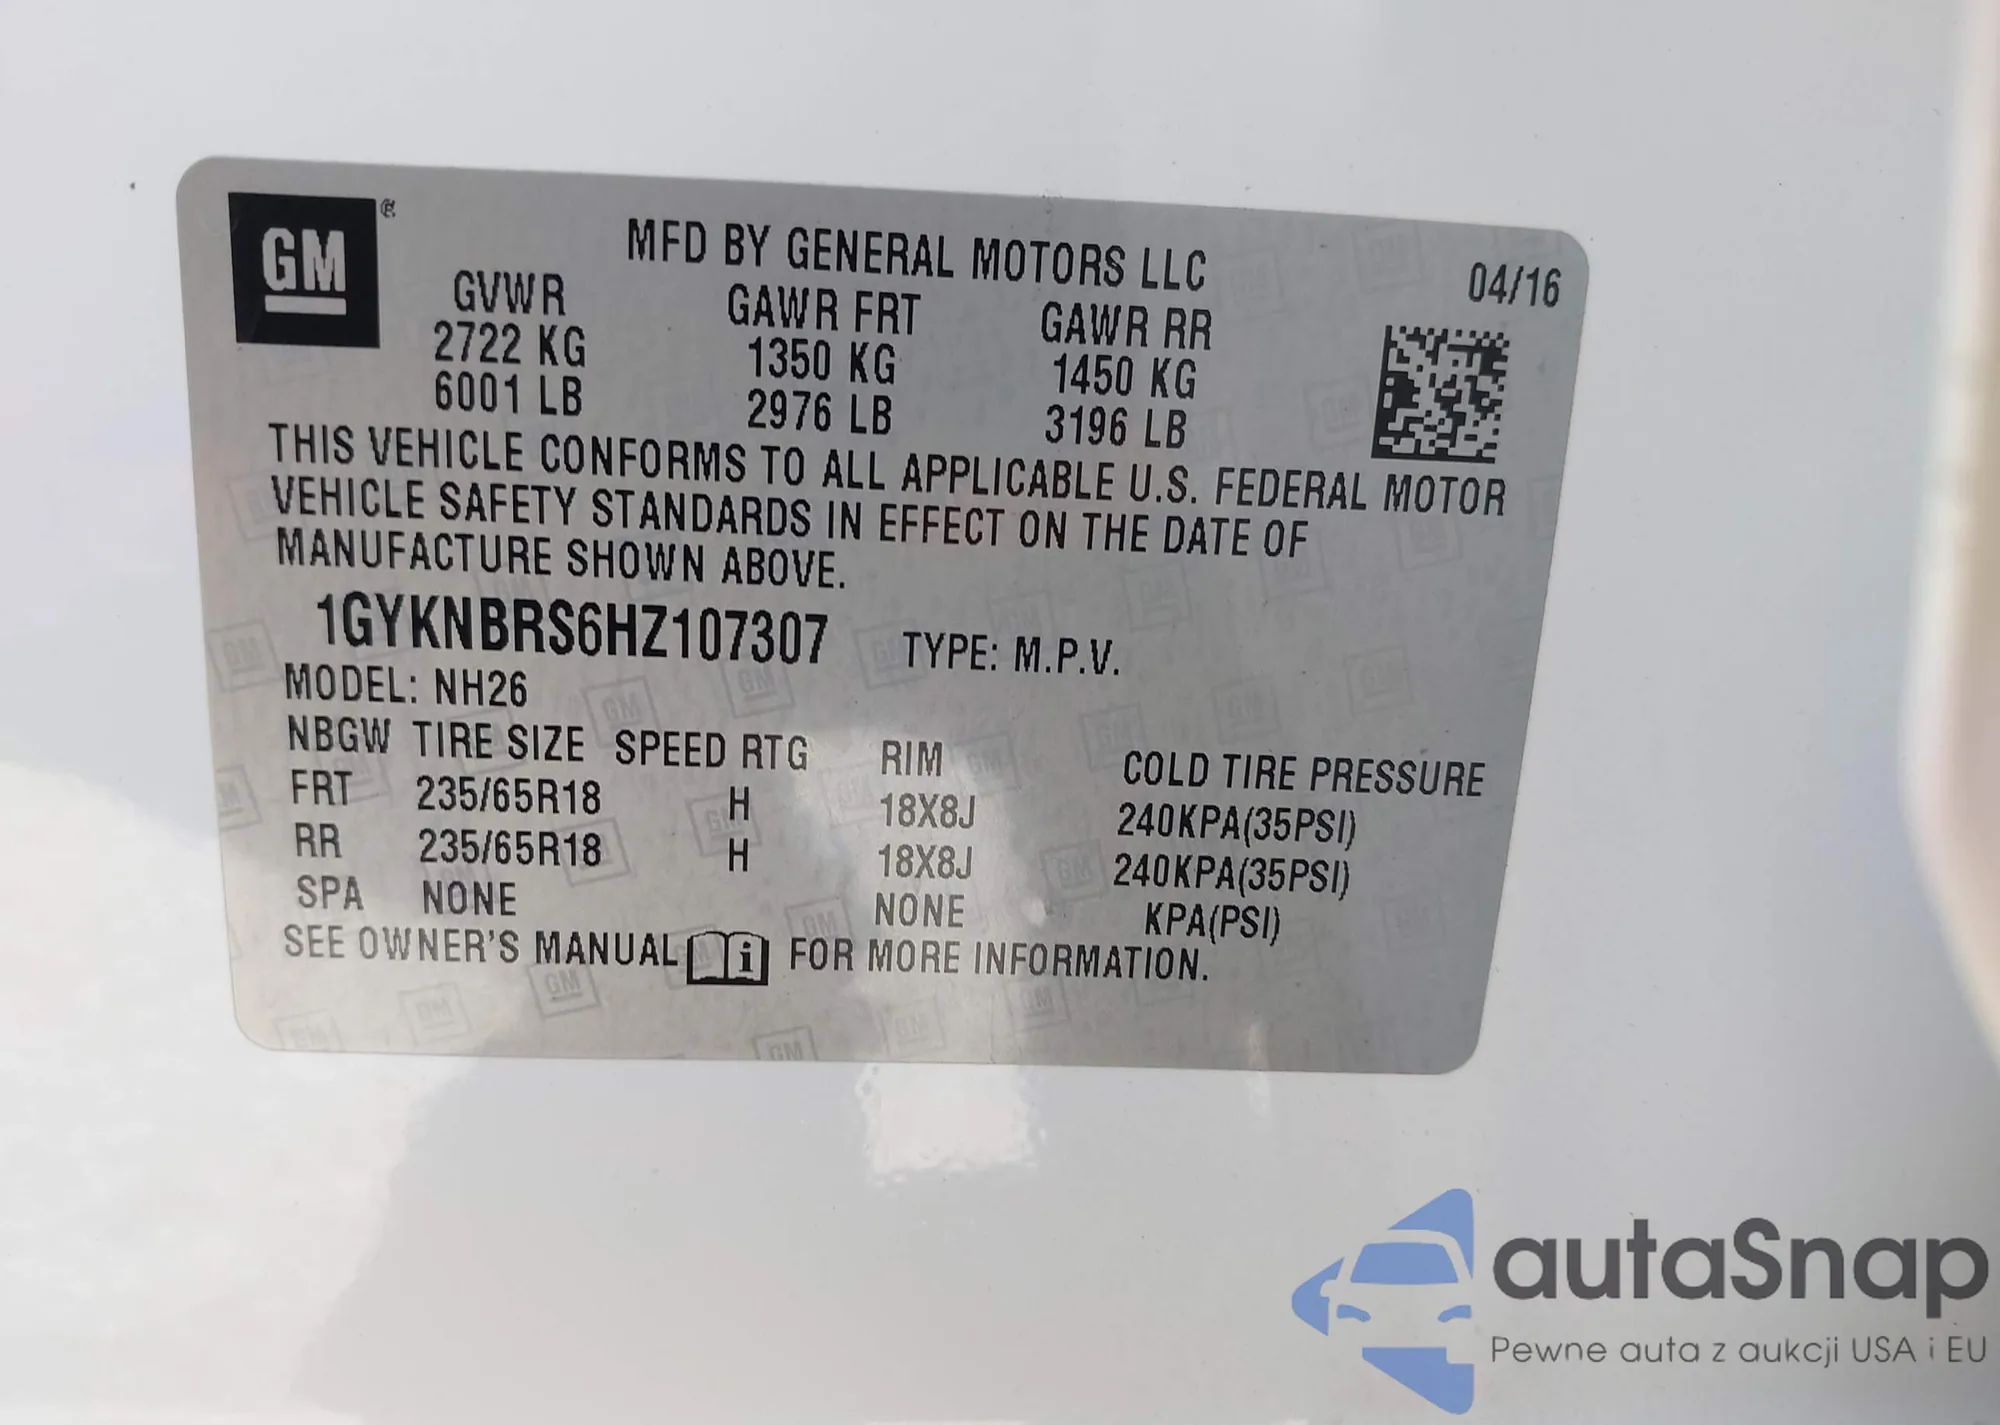 GM
MFD BY GENERAL MOTORS LLC 04/16
GVWR GAWR FRT GAWR RR
2722 KG 1350 KG 1450 KG
6001 LB 2976 LB 3196 LB
THIS VEHICLE CONFORMS TO ALL APPLICABLE U.S. FEDERAL MOTOR
VEHICLE SAFETY STANDARDS IN EFFECT ON THE DATE OF
MANUFACTURE SHOWN ABOVE.
1GYKNBRS6HZ107307 TYPE: M.P.V.
MODEL: NH26
NBGW TIRE SIZE SPEED RTG RIM COLD TIRE PRESSURE
FRT 235/65R18 H 18X8J 240KPA(35PSI)
RR 235/65R18 H 18X8J 240KPA(35PSI)
SPA NONE NONE KPA(PSI)
SEE OWNER'S MANUAL i FOR MORE INFORMATION.
autaSnap
Pewne auta z aukcji USA i EU